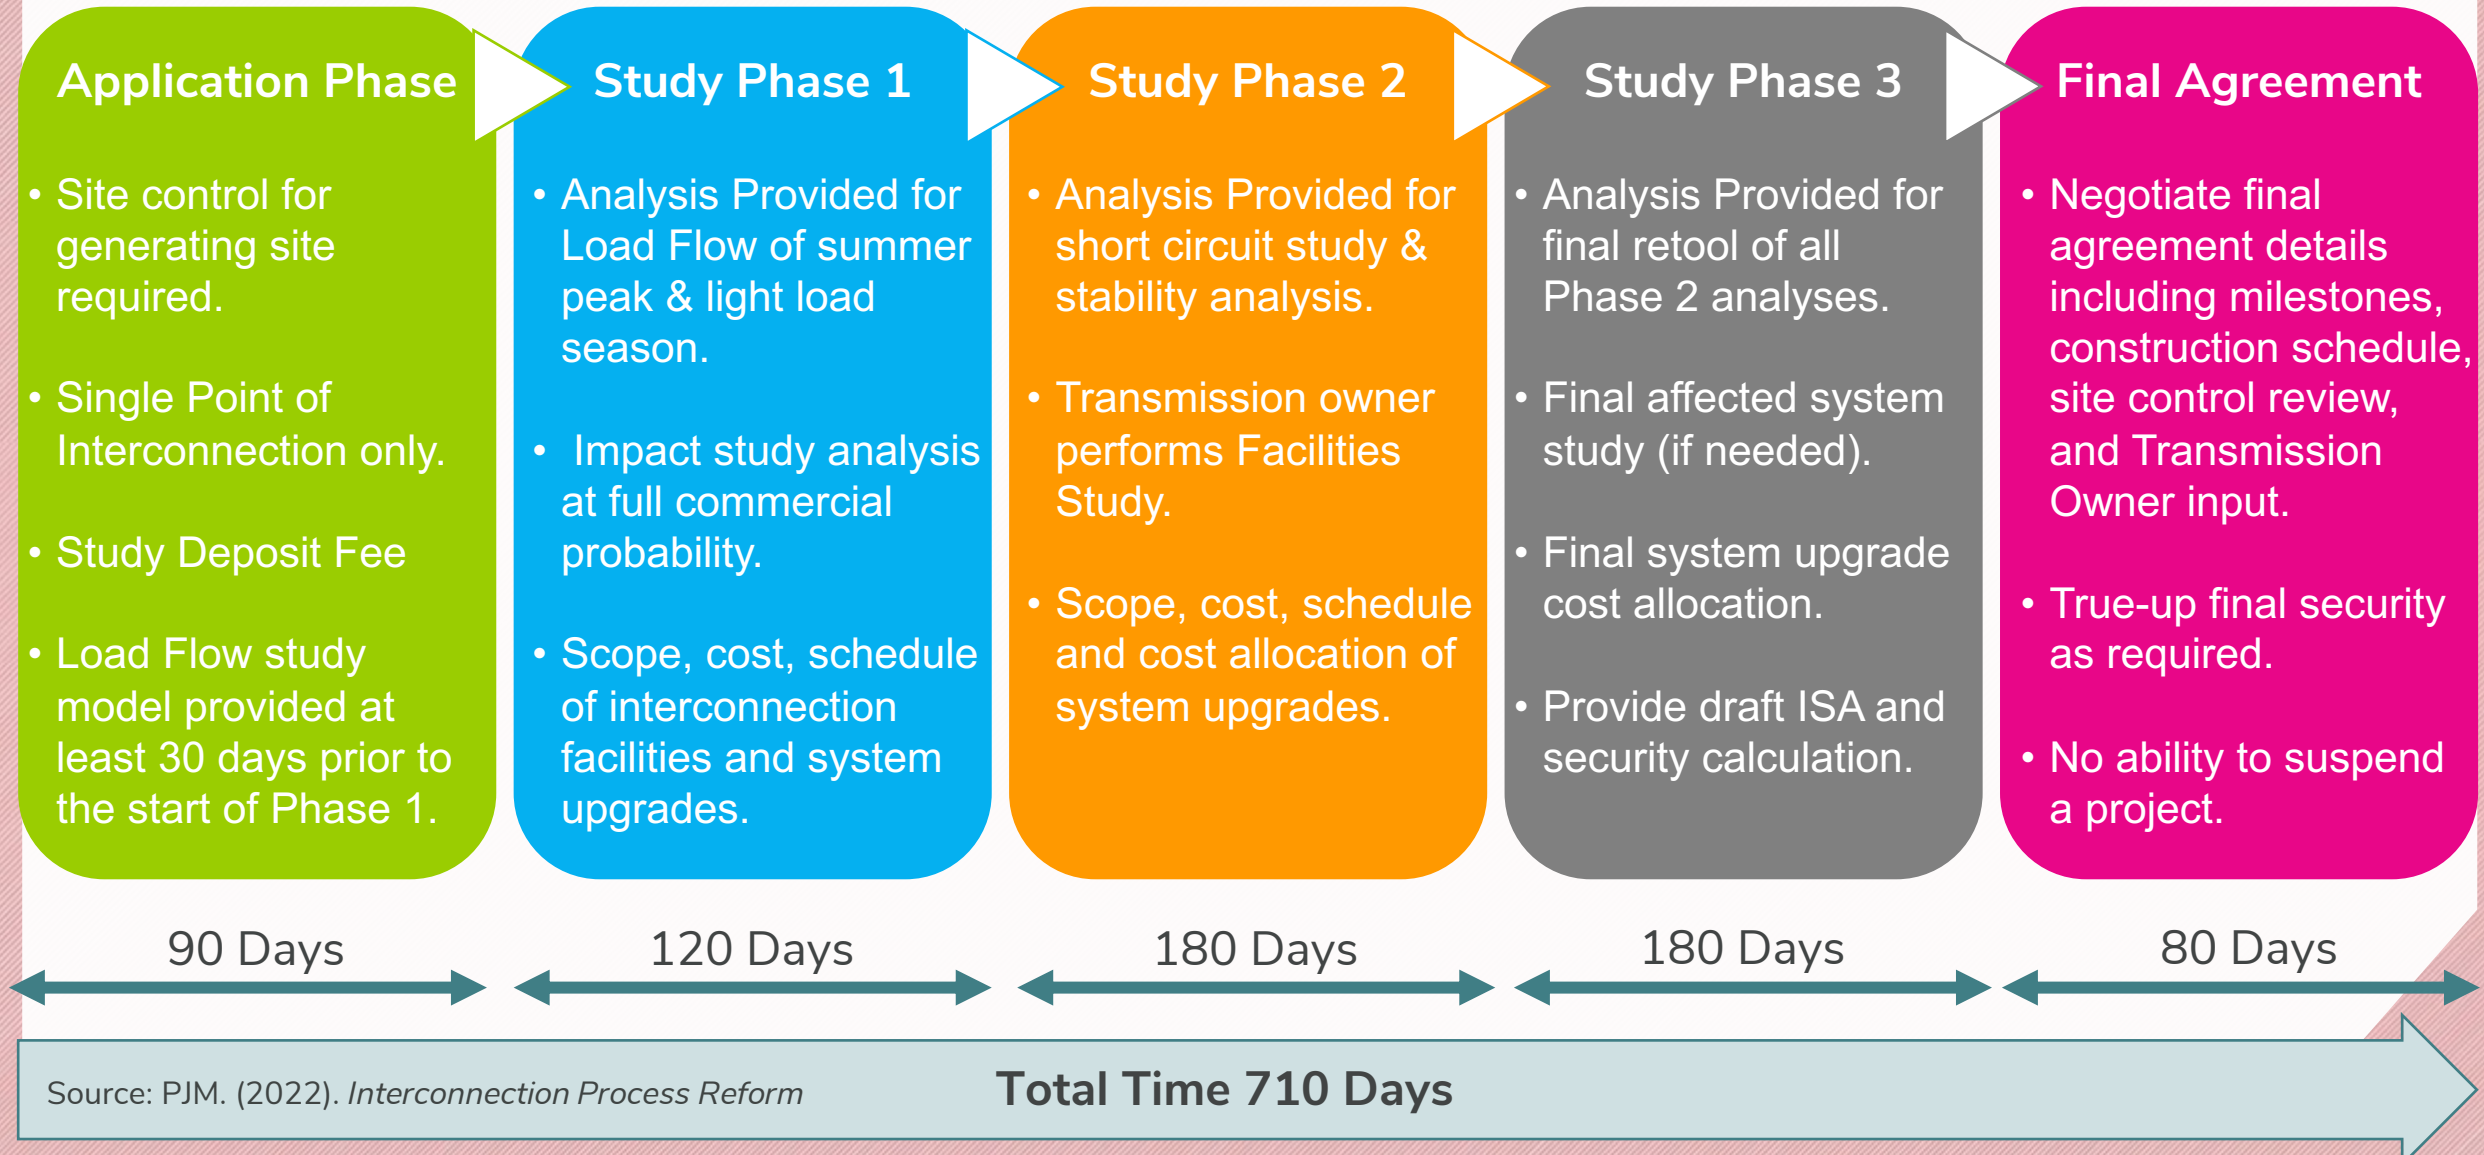 Application Phase
• Site control for
generating site
required.
• Single Point of
Interconnection only.
• Study Deposit Fee
• Load Flow study
model provided at
least 30 days prior to
the start of Phase 1.
Study Phase 1
• Analysis Provided for
Load Flow of summer
peak & light load
season.
• Impact study analysis
at full commercial
probability.
• Scope, cost, schedule
of interconnection
facilities and system
upgrades.
Study Phase 2
• Analysis Provided for
short circuit study &
stability analysis.
• Transmission owner
performs Facilities
Study.
• Scope, cost, schedule
and cost allocation of
system upgrades.
Study Phase 3
• Analysis Provided for
final retool of all
Phase 2 analyses.
• Final affected system
study (if needed).
• Final system upgrade
cost allocation.
• Provide draft ISA and
security calculation.
Final Agreement
• Negotiate final
agreement details
including milestones,
construction schedule,
site control review,
and Transmission
Owner input.
• True-up final security
as required.
• No ability to suspend
a project.
90 Days
120 Days
180 Days
180 Days
80 Days
Source: PJM. (2022). Interconnection Process Reform
Total Time 710 Days